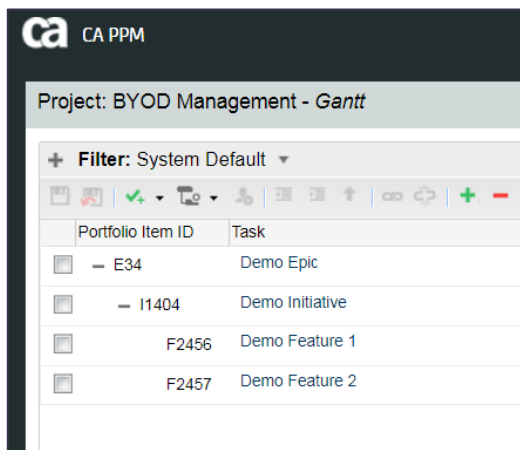 ca CA PPM
Project: BYOD Management - Gantt
Filter: System Default
Portfolio Item ID Task
E34 Demo Epic
I1404 Demo Initiative
F2456 Demo Feature 1
F2457 Demo Feature 2